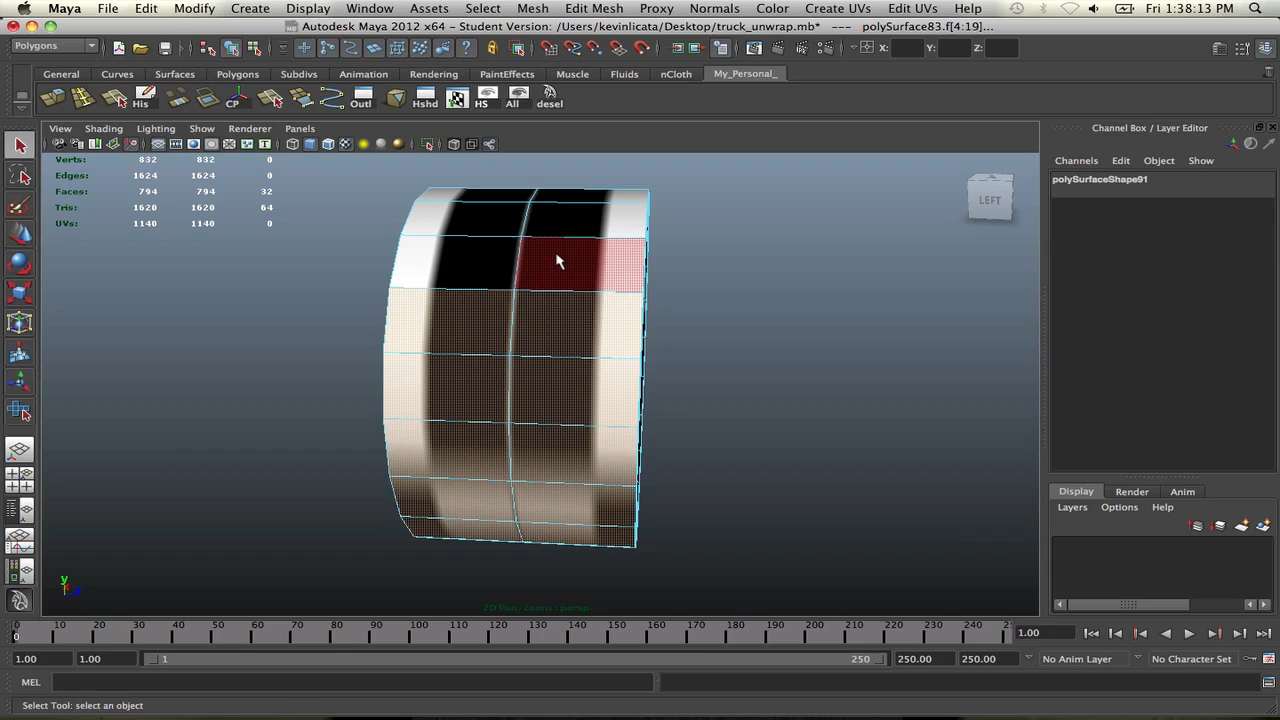 Maya File Edit Modify Create Display Window Assets Select Mesh Edit Mesh Proxy Normals Color Create UVs Edit UVs Help Fri 1:38:13 PM
Autodesk Maya 2012 x64 - Student Version: /Users/kevinlicata/Desktop/truck_unwrap.mb* --- polySurface83.f[4:19]...
Polygons X: Y: Z:
General Curves Surfaces Polygons Subdivs Animation Rendering PaintEffects Muscle Fluids nCloth My_Personal_
His CP Outl Hshd HS All desel
View Shading Lighting Show Renderer Panels
Channel Box / Layer Editor
Channels Edit Object Show
polySurfaceShape91
Verts: 832 832 0
Edges: 1624 1624 0
Faces: 794 794 32
Tris: 1620 1620 64
UVs: 1140 1140 0
LEFT
Display Render Anim
Layers Options Help
y
2D Pan/Zoom : persp
0 10 20 30 40 50 60 70 80 90 100 110 120 130 140 150 160 170 180 190 200 210 220 230 240 25
0
1.00
1.00 1.00 1 250 250.00 250.00 No Anim Layer No Character Set
MEL
Select Tool: select an object